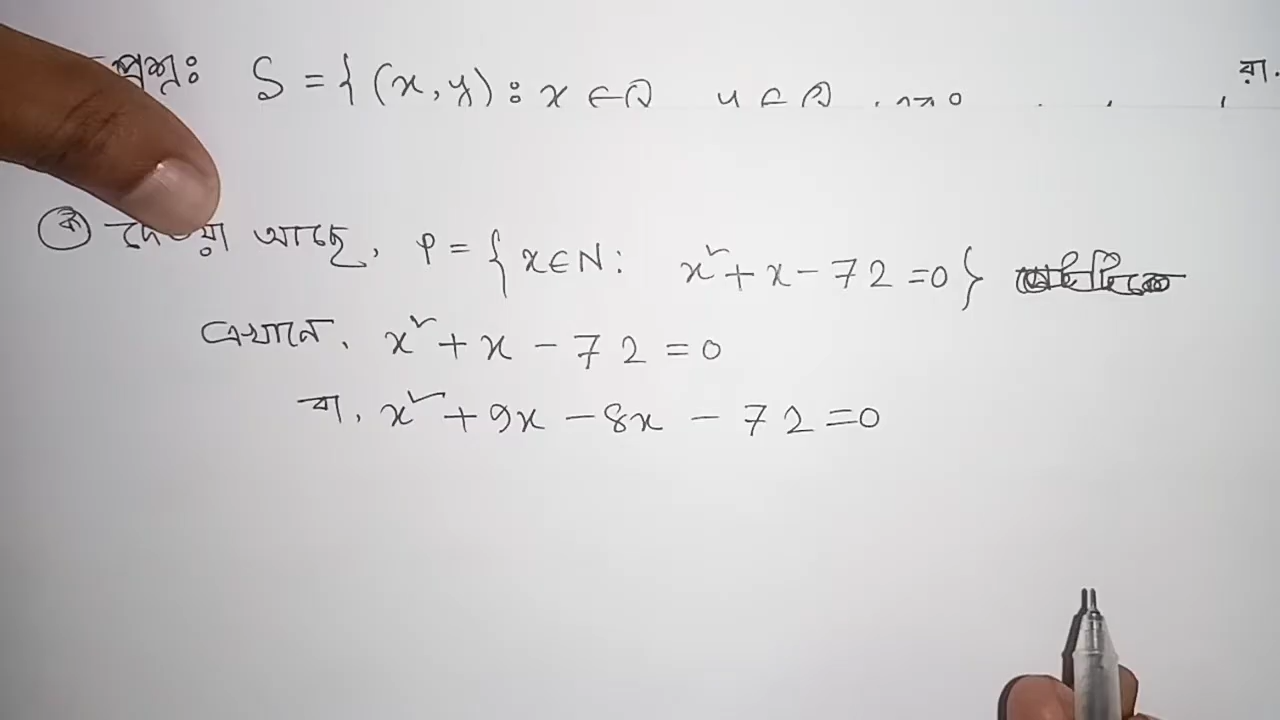 প্রশ্নঃ S = { (x, y) : x ∈ রা.
ক দেওয়া আছে, P = { x ∈ N : x² + x - 72 = 0 }
এখানে, x² + x - 72 = 0
বা, x² + 9x - 8x - 72 = 0